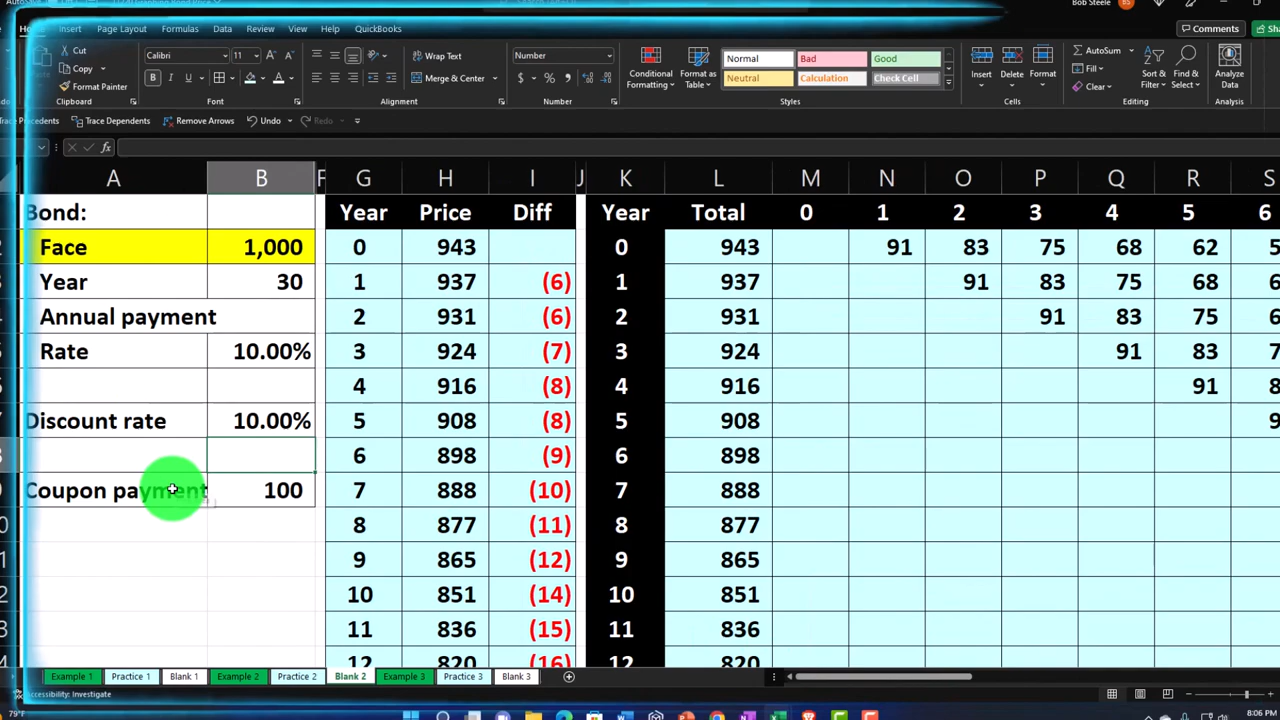 Bob Steele
Insert Page Layout Formulas Data Review View Help QuickBooks
Comments
Cut
Copy
Format Painter
Clipboard
Calibri 11
B I U
Font
Wrap Text
Merge & Center
Alignment
Number
$ % 9
Number
Conditional Formatting
Format as Table
Normal Bad Good
Neutral Calculation Check Cell
Styles
Insert Delete Format
Cells
AutoSum
Fill
Clear
Sort & Filter
Find & Select
Editing
Analyze Data
Analysis
Trace Dependents Remove Arrows Undo Redo
fx
A B F G H I J K L M N O P Q R S
Bond: Year Price Diff Year Total 0 1 2 3 4 5 6
Face 1,000 0 943 0 943 91 83 75 68 62
Year 30 1 937 (6) 1 937 91 83 75 68
Annual payment 2 931 (6) 2 931 91 83 75
Rate 10.00% 3 924 (7) 3 924 91 83
4 916 (8) 4 916 91
Discount rate 10.00% 5 908 (8) 5 908
6 898 (9) 6 898
Coupon payment 100 7 888 (10) 7 888
8 877 (11) 8 877
9 865 (12) 9 865
10 851 (14) 10 851
11 836 (15) 11 836
12 820 (16) 12 820
Example 1 Practice 1 Blank 1 Example 2 Practice 2 Blank 2 Example 3 Practice 3 Blank 3
Accessibility: Investigate
79°F
8:06 PM